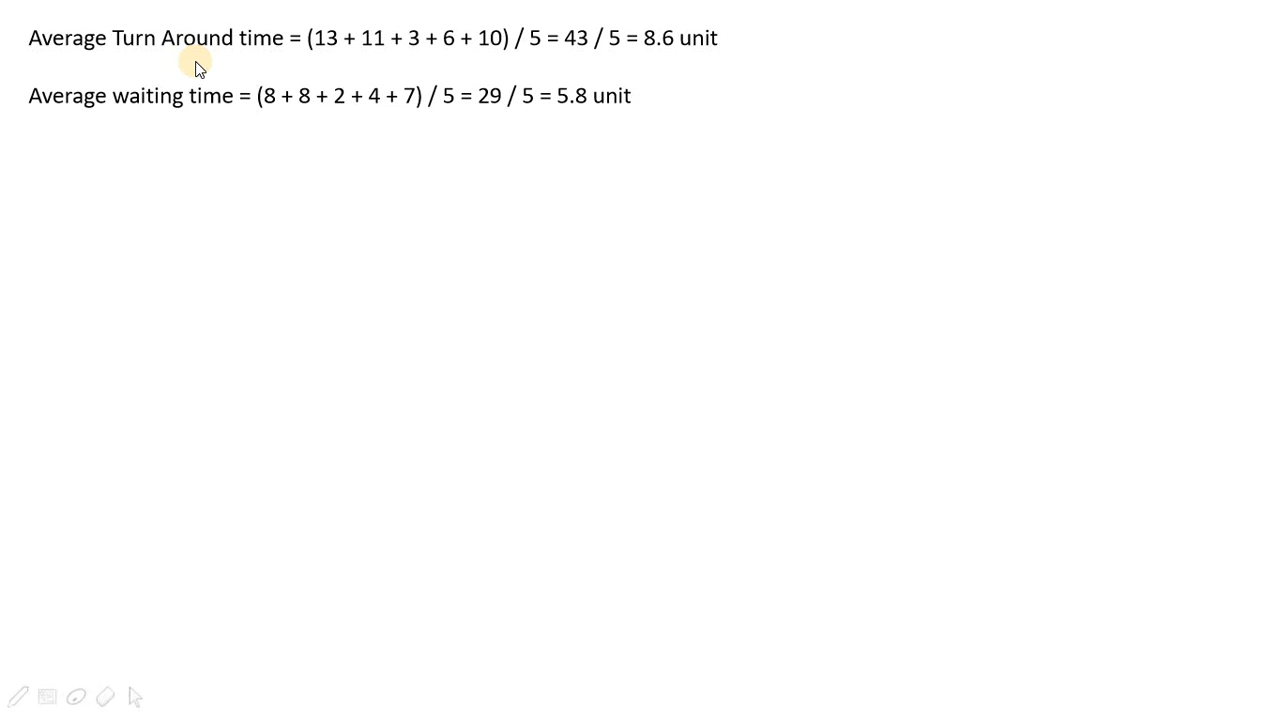 Average Turn Around time = (13 + 11 + 3 + 6 + 10) / 5 = 43 / 5 = 8.6 unit
Average waiting time = (8 + 8 + 2 + 4 + 7) / 5 = 29 / 5 = 5.8 unit